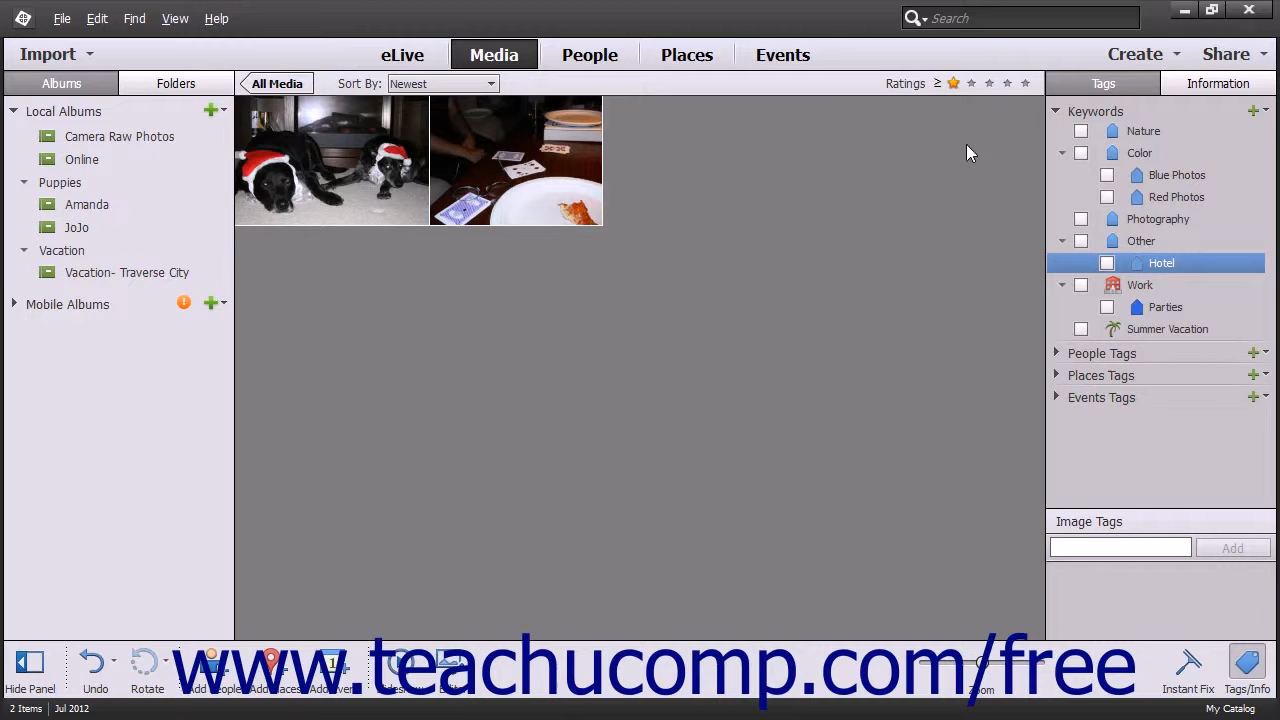 File Edit View Find Help
Search
Import eLive Media People Places Events Create Share
Albums Folders All Media Sort By: Newest Ratings ≥ Tags Information
Local Albums
Camera Raw Photos
Online
Puppies
Amanda
JoJo
Vacation
Vacation- Traverse City
Mobile Albums
Keywords
Nature
Color
Blue Photos
Red Photos
Photography
Other
Hotel
Work
Parties
Summer Vacation
People Tags
Places Tags
Events Tags
Image Tags
Add
www.teachucomp.com/free
Hide Panel Undo Rotate Zoom Instant Fix Tags/Info
2 Items Jul 2012 My Catalog